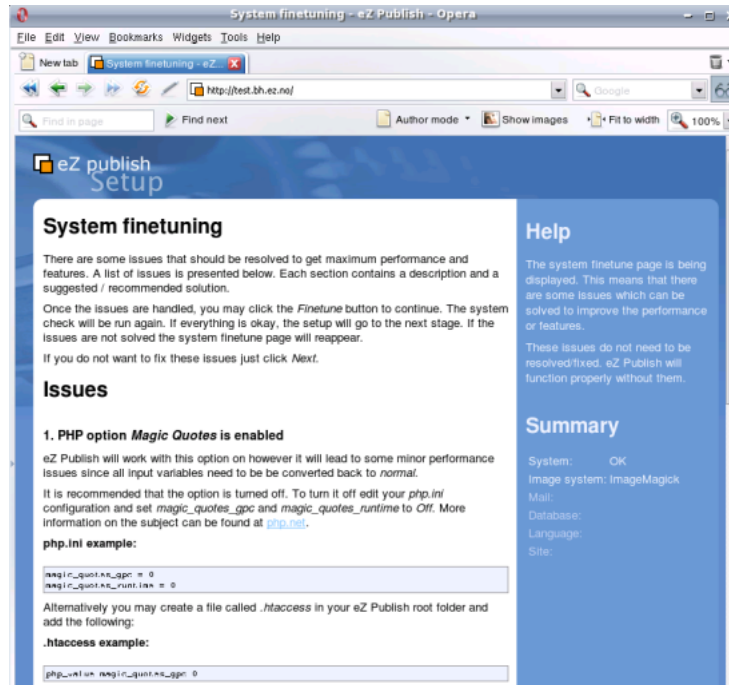 System finetuning - eZ Publish - Opera
File Edit View Bookmarks Widgets Tools Help
New tab System finetuning - eZ...
http://test.bh.ez.no/ Google
Find in page Find next Author mode Show images Fit to width 100%
eZ publish
Setup
System finetuning
There are some issues that should be resolved to get maximum performance and
features. A list of issues is presented below. Each section contains a description and a
suggested / recommended solution.
Once the issues are handled, you may click the Finetune button to continue. The system
check will be run again. If everything is okay, the setup will go to the next stage. If the
issues are not solved the system finetune page will reappear.
If you do not want to fix these issues just click Next.
Issues
1. PHP option Magic Quotes is enabled
eZ Publish will work with this option on however it will lead to some minor performance
issues since all input variables need to be be converted back to normal.
It is recommended that the option is turned off. To turn it off edit your php.ini
configuration and set magic_quotes_gpc and magic_quotes_runtime to Off. More
information on the subject can be found at php.net.
php.ini example:
magic_quotes_gpc = 0
magic_quotes_runtime = 0
Alternatively you may create a file called .htaccess in your eZ Publish root folder and
add the following:
.htaccess example:
php_value magic_quotes_gpc 0
Help
The system finetune page is being
displayed. This means that there
are some issues which can be
solved to improve the performance
or features.
These issues do not need to be
resolved/fixed. eZ Publish will
function properly without them.
Summary
System: OK
Image system: ImageMagick
Mail:
Database:
Language:
Site: